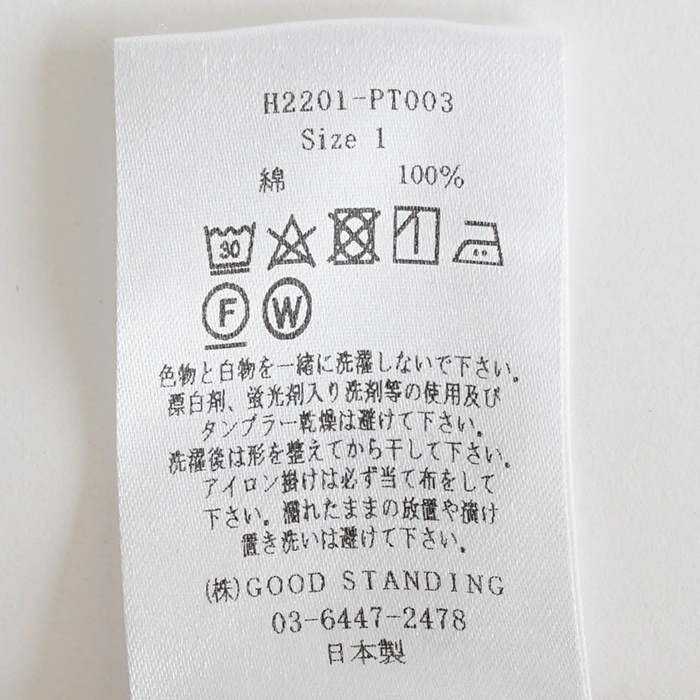 H2201-PT003
Size 1
綿 100%
30
F W
色物と白物を一緒に洗濯しないで下さい。
漂白剤、蛍光剤入り洗剤等の使用及び
タンブラー乾燥は避けて下さい。
洗濯後は形を整えてから干して下さい。
アイロン掛けは必ず当て布をして
下さい。濡れたままの放置や漬け
置き洗いは避けて下さい。
(株)GOOD STANDING
03-6447-2478
日本製